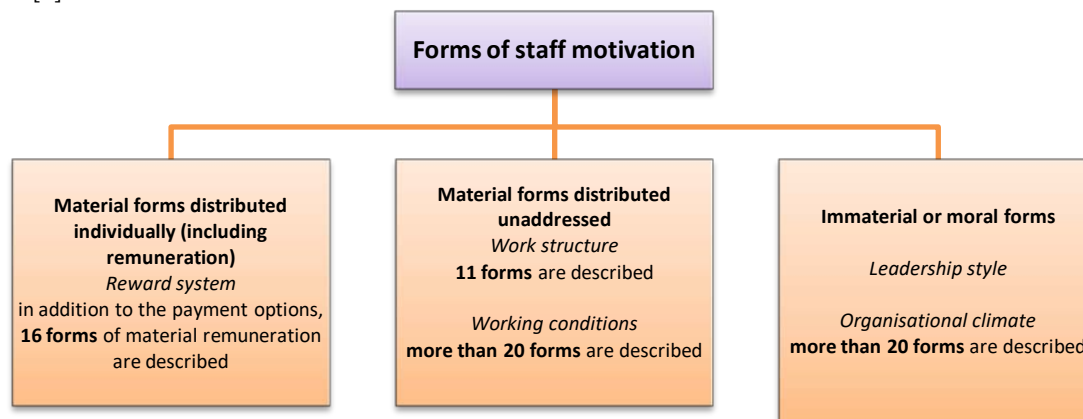 Forms of staff motivation
Material forms distributed
individually (including
remuneration)
Reward system
in addition to the payment options,
16 forms of material remuneration
are described
Material forms distributed
unaddressed
Work structure
11 forms are described
Working conditions
more than 20 forms are described
Immaterial or moral forms
Leadership style
Organisational climate
more than 20 forms are described